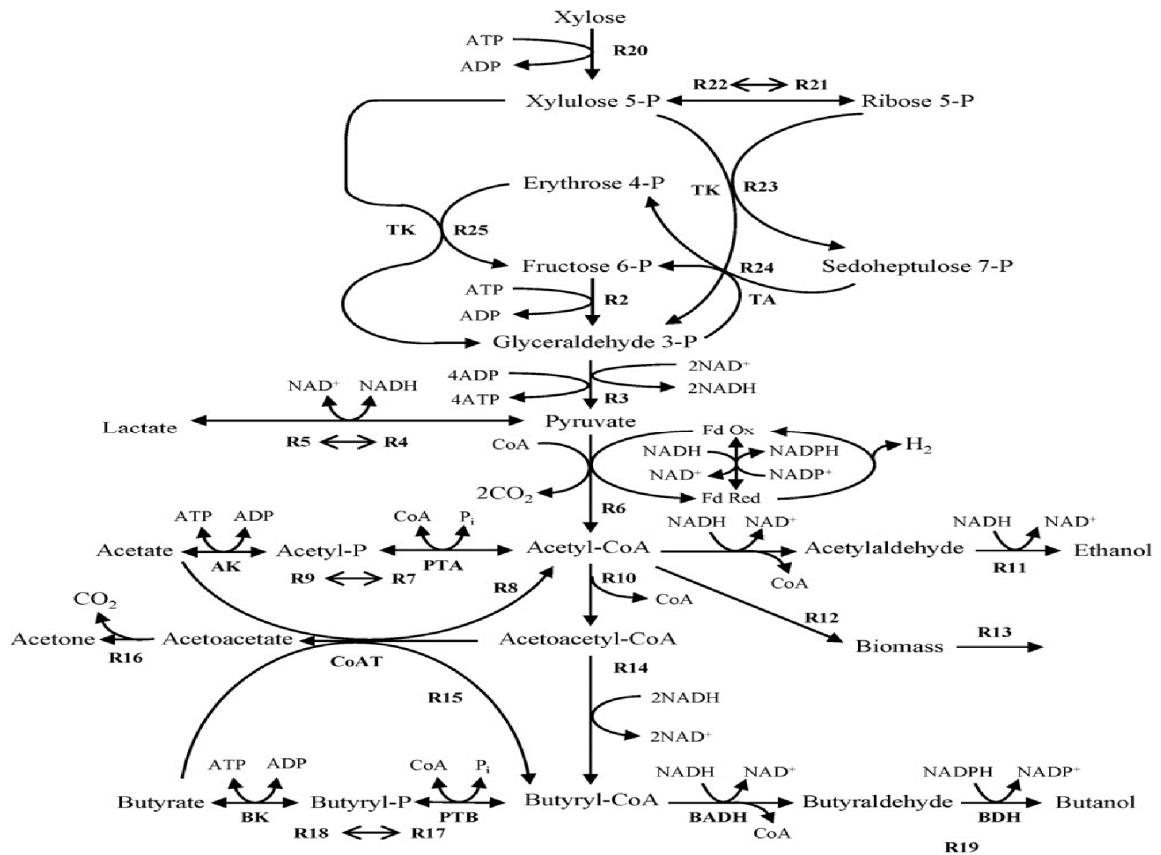 Xylose
ATP
R20
ADP
R22 R21
Xylulose 5-P
Ribose 5-P
Erythrose 4-P
TK
R23
TK
R25
Fructose 6-P
R24
Sedoheptulose 7-P
ATP
R2
TA
ADP
Glyceraldehyde 3-P
4ADP
2NAD⁺
NAD⁺ NADH
4ATP
R3
2NADH
Lactate
Pyruvate
R5 R4
CoA
Fd Ox
NADH NADPH
H₂
NAD⁺ NADP⁺
2CO₂
R6
Fd Red
ATP ADP
CoA Pᵢ
NADH NAD⁺
NADH NAD⁺
Acetate
Acetyl-P
Acetyl-CoA
Acetylaldehyde
Ethanol
AK
PTA
R9 R7
R8
R10
CoA
CoA
R11
CO₂
R12
Acetone
Acetoacetate
Acetoacetyl-CoA
Biomass
R13
R16
CoAT
R14
R15
2NADH
2NAD⁺
ATP ADP
CoA Pᵢ
NADH NAD⁺
NADPH NADP⁺
Butyrate
Butyryl-P
Butyryl-CoA
Butyraldehyde
Butanol
BK
PTB
BADH
CoA
BDH
R18 R17
R19